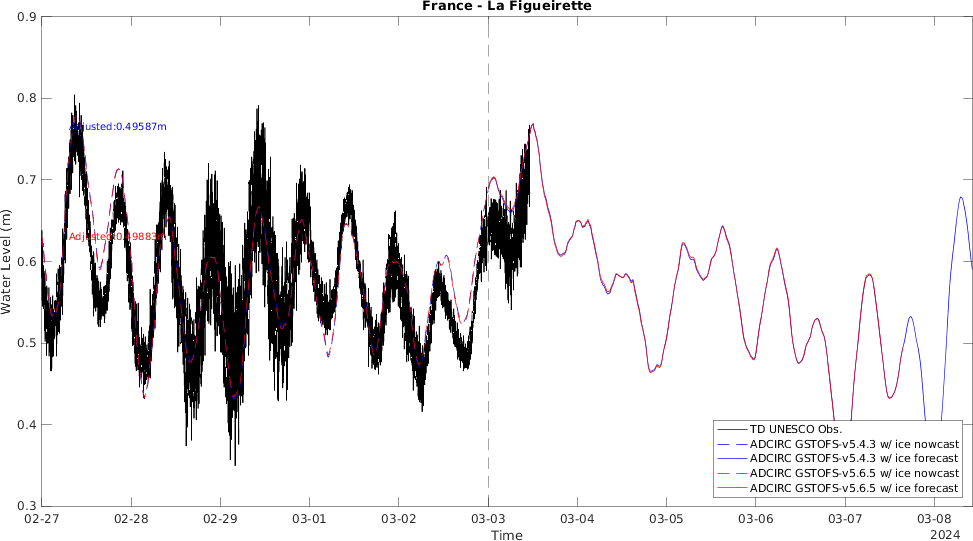 France - La Figueirette
0.9
0.8
0.7
0.6
0.5
0.4
0.3
Water Level (m)
Adjusted:0.49587m
Adjusted:0.49883m
TD UNESCO Obs.
ADCIRC GSTOFS-v5.4.3 w/ ice nowcast
ADCIRC GSTOFS-v5.4.3 w/ ice forecast
ADCIRC GSTOFS-v5.6.5 w/ ice nowcast
ADCIRC GSTOFS-v5.6.5 w/ ice forecast
02-27 02-28 02-29 03-01 03-02 03-03 03-04 03-05 03-06 03-07 03-08
Time
2024